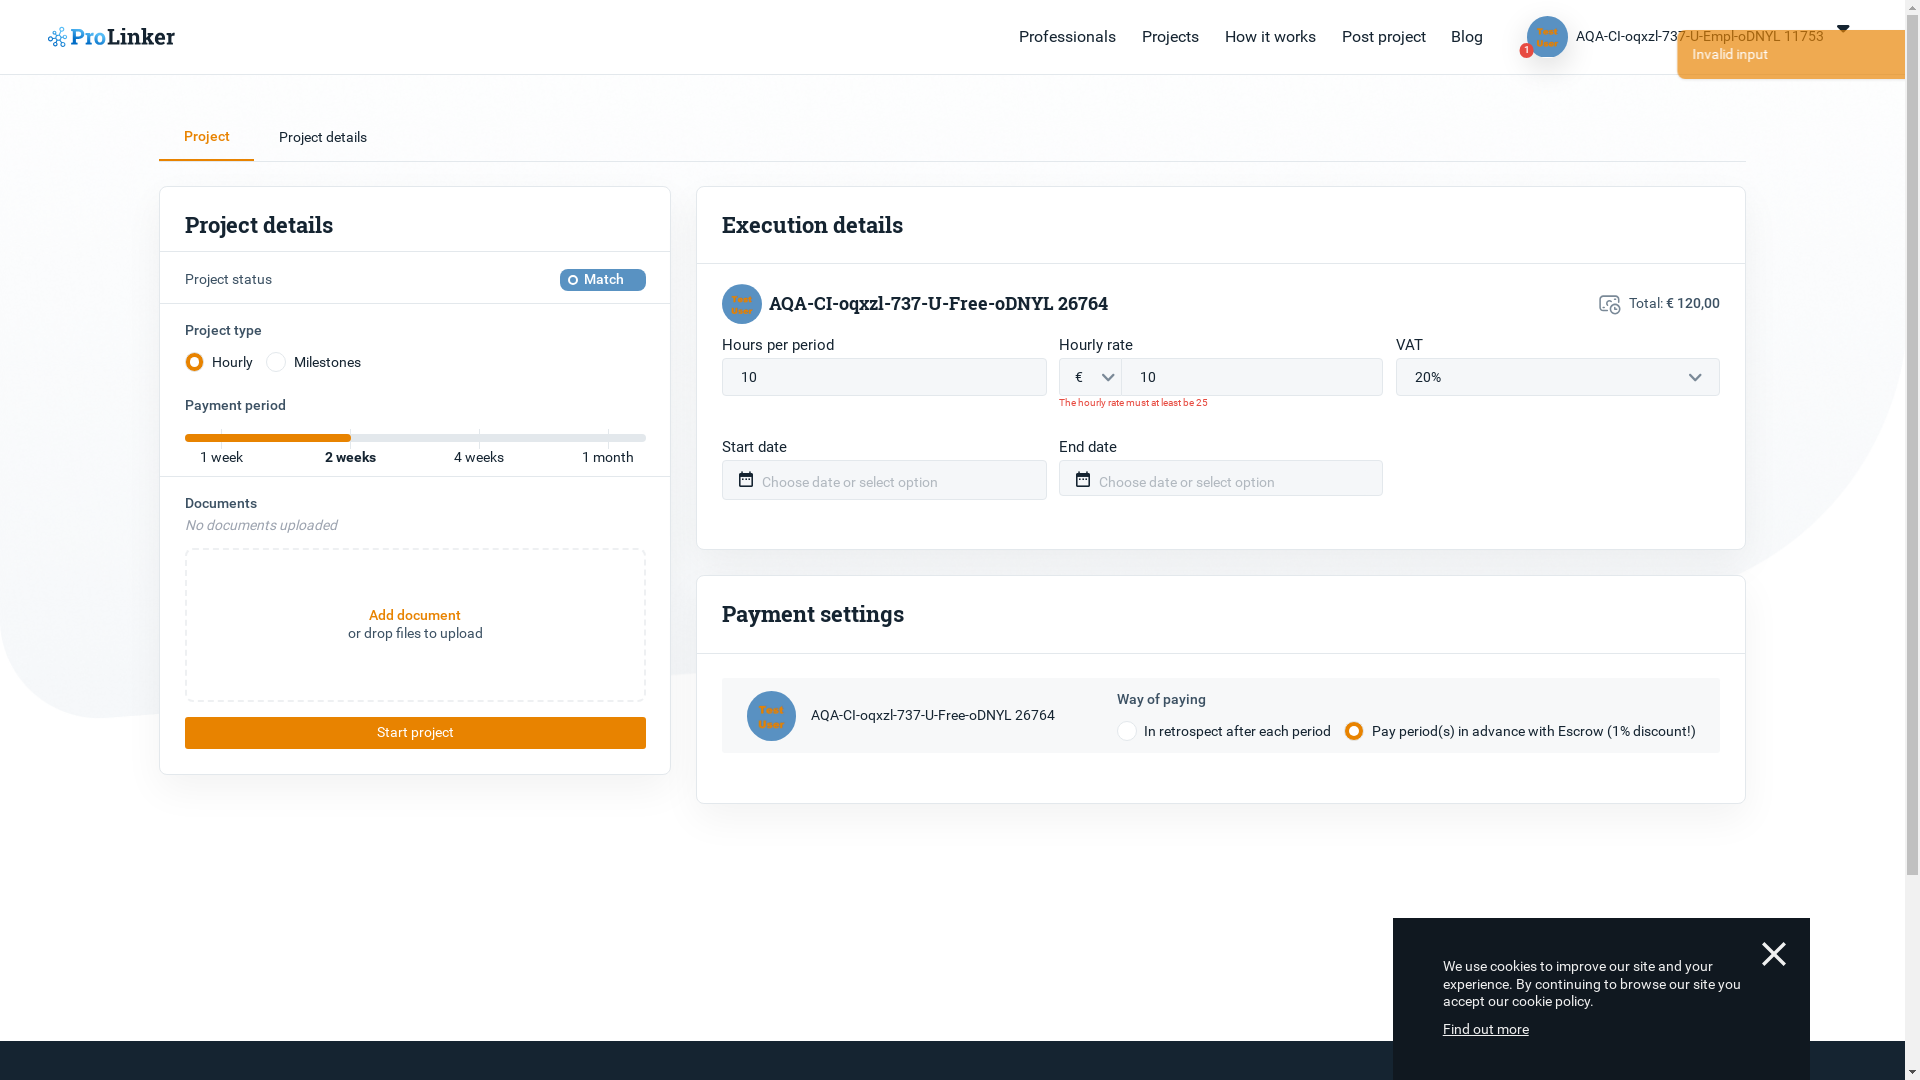 ProLinker
Professionals
Projects
How it works
Post project
Blog
Test
User
1
AQA-CI-oqxzl-737-U-Empl-oDNYL 11753
Invalid input
Project
Project details
Project details
Project status
Match
Project type
Hourly
Milestones
Payment period
1 week
2 weeks
4 weeks
1 month
Documents
No documents uploaded
Add document
or drop files to upload
Start project
Execution details
Test
User
AQA-CI-oqxzl-737-U-Free-oDNYL 26764
Total: € 120,00
Hours per period
Hourly rate
VAT
10
€
10
20%
The hourly rate must at least be 25
Start date
End date
Choose date or select option
Choose date or select option
Payment settings
Test
User
AQA-CI-oqxzl-737-U-Free-oDNYL 26764
Way of paying
In retrospect after each period
Pay period(s) in advance with Escrow (1% discount!)
We use cookies to improve our site and your
experience. By continuing to browse our site you
accept our cookie policy.
Find out more